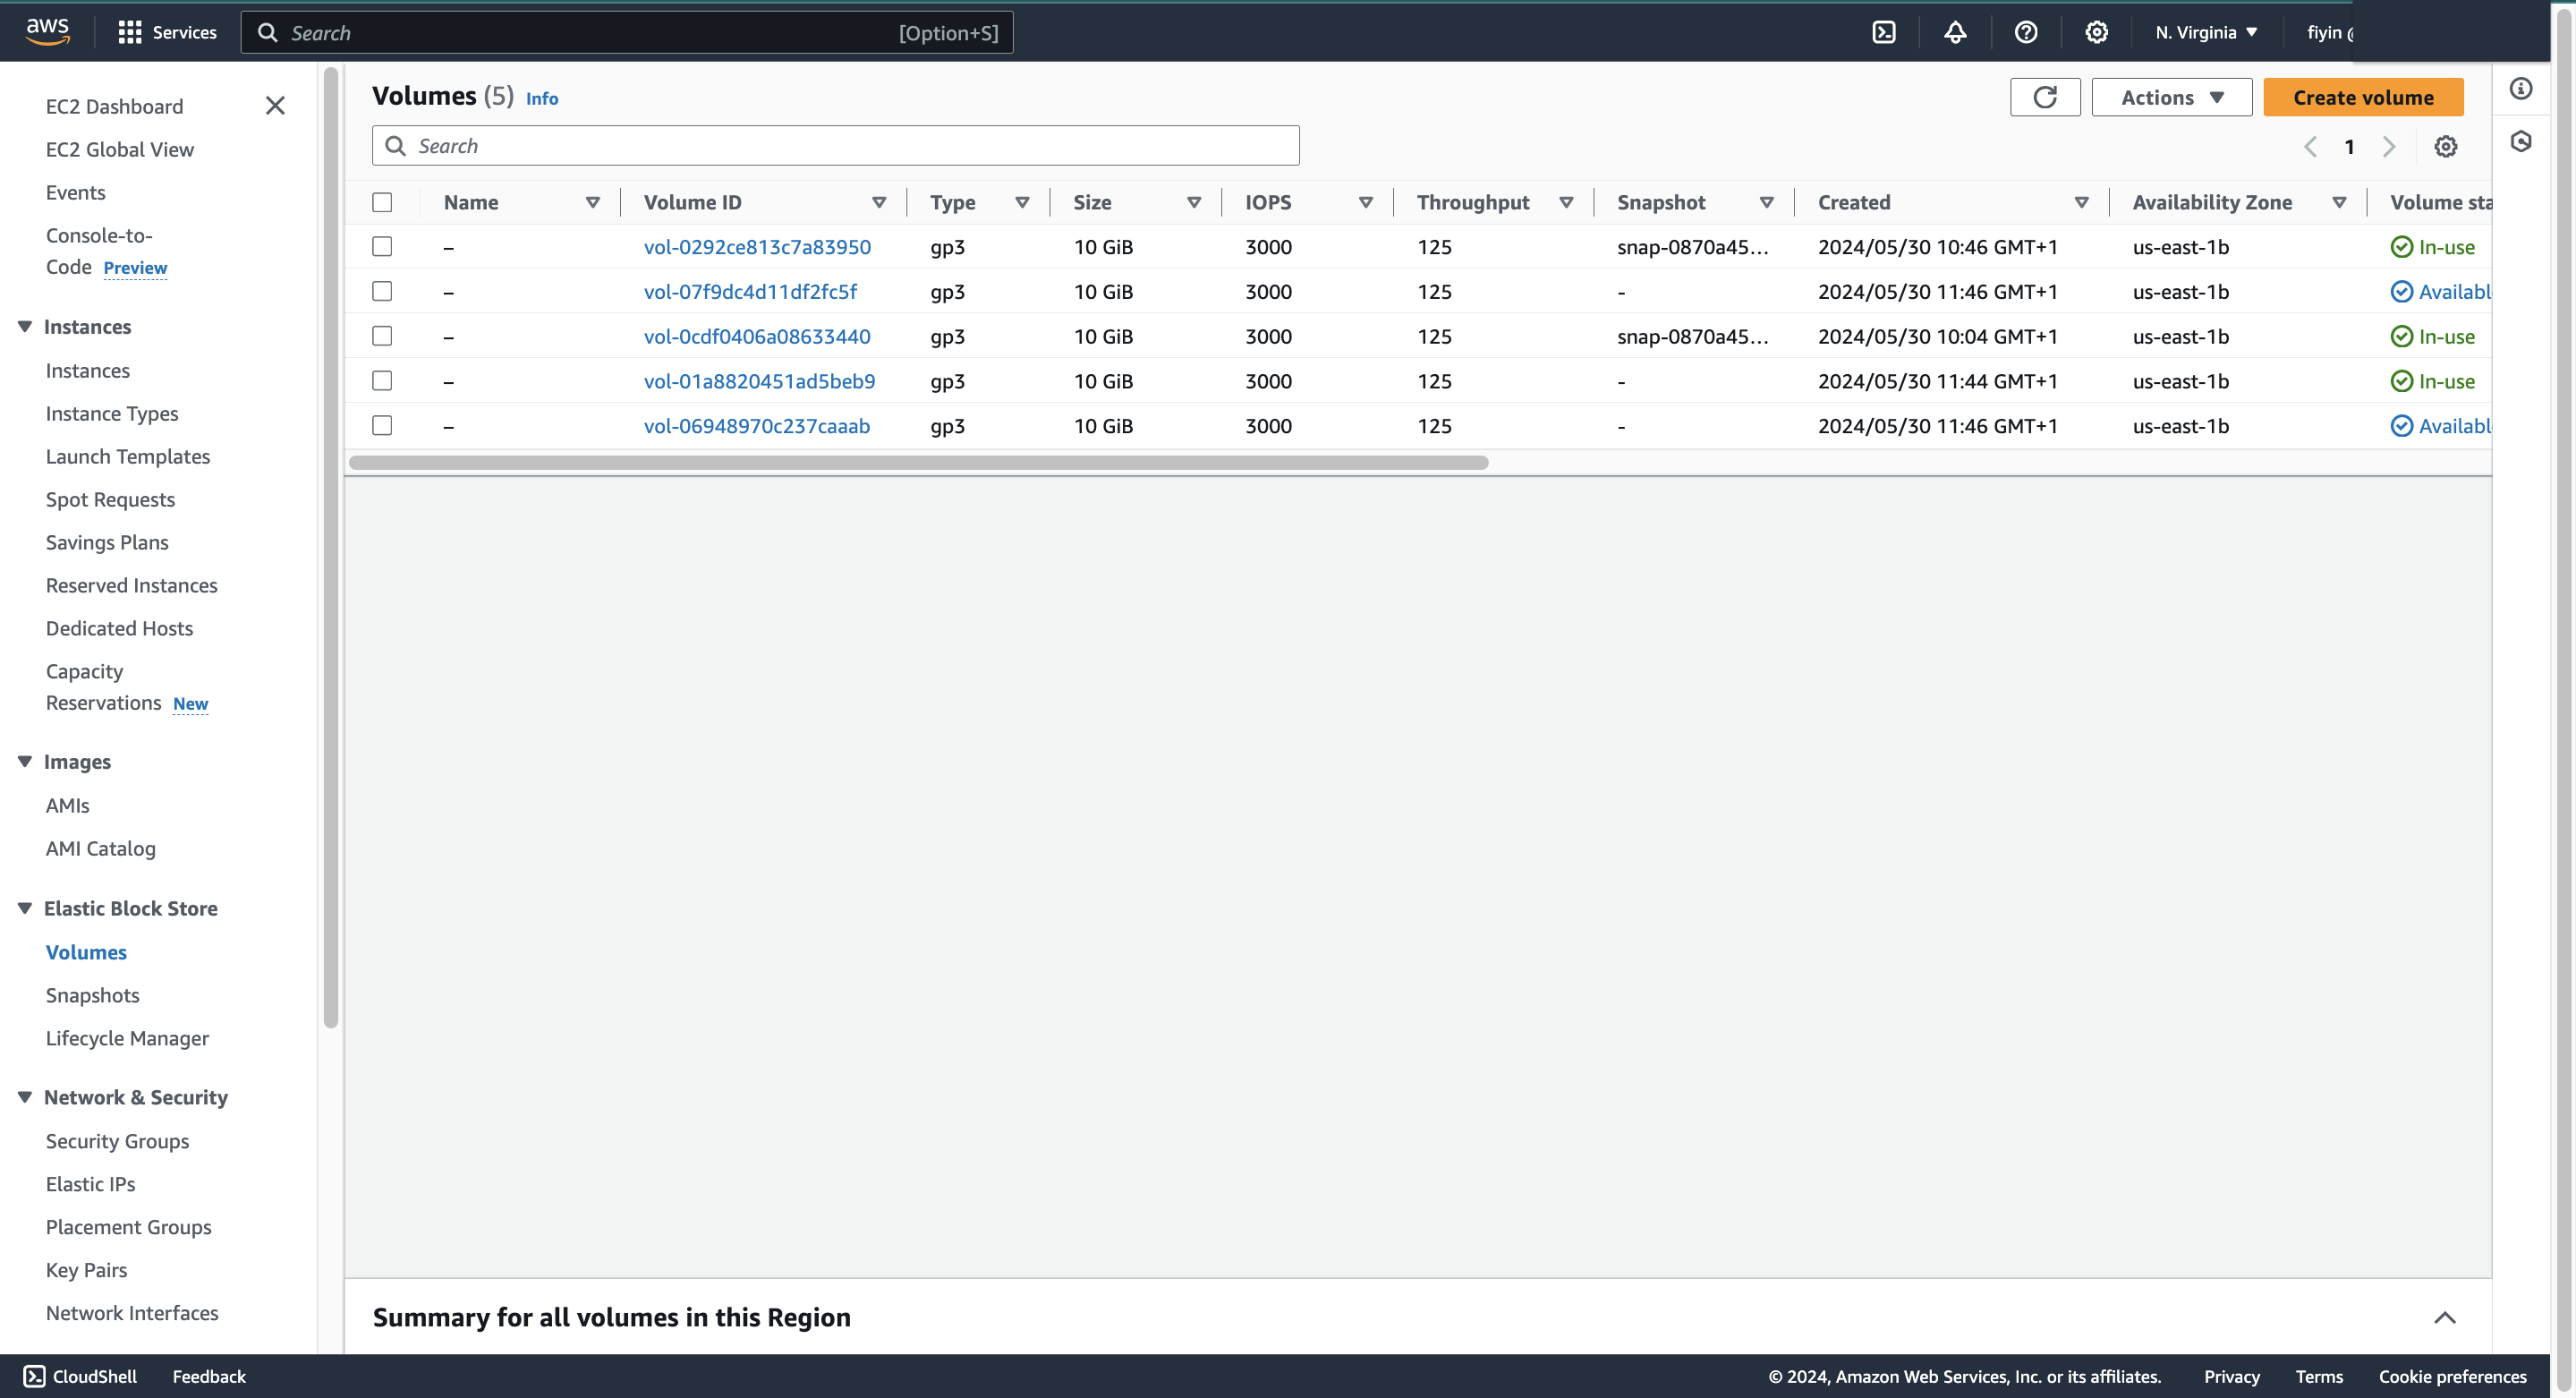 aws
Services
Search
[Option+S]
N. Virginia
fiyin @
EC2 Dashboard
EC2 Global View
Events
Console-to-
Code Preview
Instances
Instances
Instance Types
Launch Templates
Spot Requests
Savings Plans
Reserved Instances
Dedicated Hosts
Capacity
Reservations New
Images
AMIs
AMI Catalog
Elastic Block Store
Volumes
Snapshots
Lifecycle Manager
Network & Security
Security Groups
Elastic IPs
Placement Groups
Key Pairs
Network Interfaces
Volumes (5) Info
Actions
Create volume
Search
1
Name Volume ID Type Size IOPS Throughput Snapshot Created Availability Zone Volume sta
– vol-0292ce813c7a83950 gp3 10 GiB 3000 125 snap-0870a45... 2024/05/30 10:46 GMT+1 us-east-1b In-use
– vol-07f9dc4d11df2fc5f gp3 10 GiB 3000 125 - 2024/05/30 11:46 GMT+1 us-east-1b Availabl
– vol-0cdf0406a08633440 gp3 10 GiB 3000 125 snap-0870a45... 2024/05/30 10:04 GMT+1 us-east-1b In-use
– vol-01a8820451ad5beb9 gp3 10 GiB 3000 125 - 2024/05/30 11:44 GMT+1 us-east-1b In-use
– vol-06948970c237caaab gp3 10 GiB 3000 125 - 2024/05/30 11:46 GMT+1 us-east-1b Availabl
Summary for all volumes in this Region
CloudShell Feedback
© 2024, Amazon Web Services, Inc. or its affiliates. Privacy Terms Cookie preferences